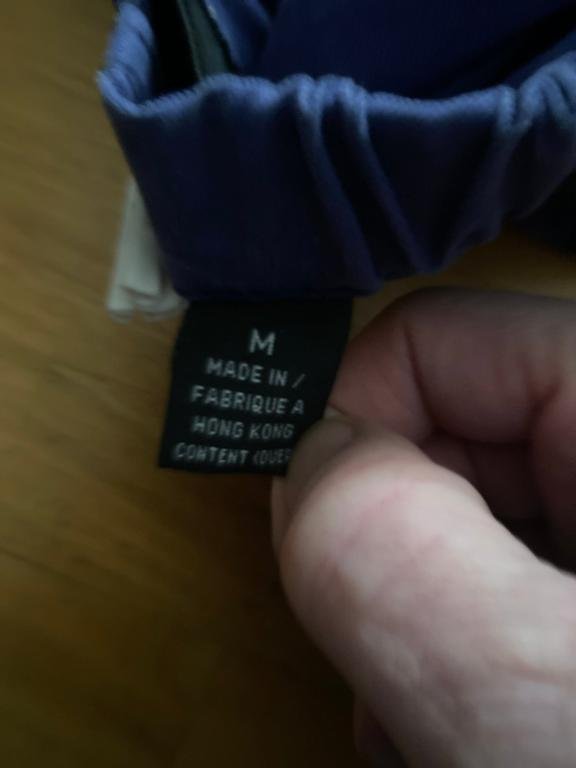 M
MADE IN /
FABRIQUE A
HONG KONG
CONTENT